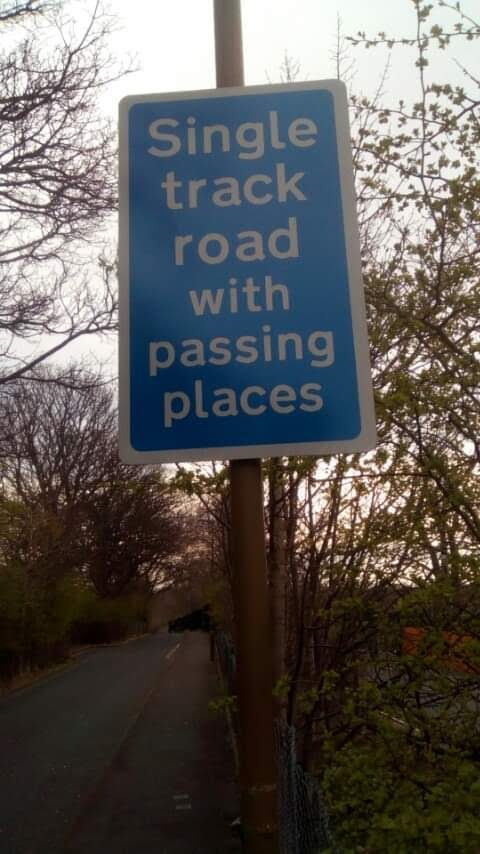 Single
track
road
with
passing
places